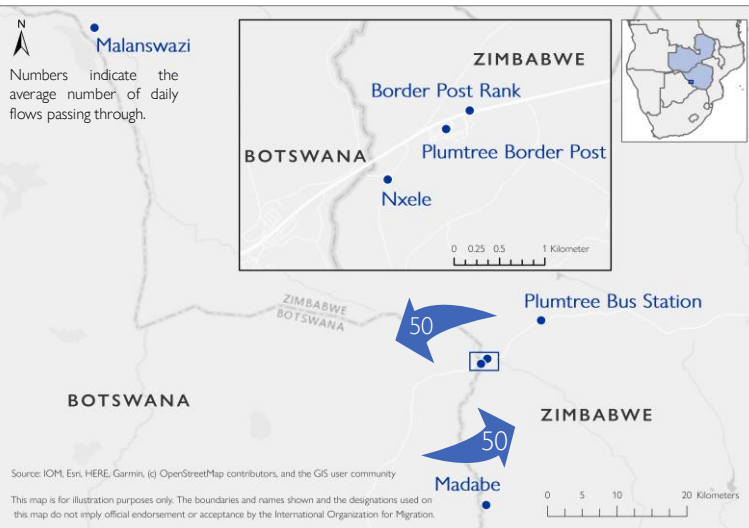 N
Malanswazi
Numbers indicate the
average number of daily
flows passing through.
ZIMBABWE
Border Post Rank
BOTSWANA
Plumtree Border Post
Nxele
0 0.25 0.5 1 Kilometer
ZIMBABWE
BOTSWANA
50
Plumtree Bus Station
BOTSWANA
ZIMBABWE
50
Source: IOM, Esri, HERE, Garmin, (c) OpenStreetMap contributors, and the GIS user community
Madabe
This map is for illustration purposes only. The boundaries and names shown and the designations used on
this map do not imply official endorsement or acceptance by the International Organization for Migration.
0 5 10 20 Kilometers